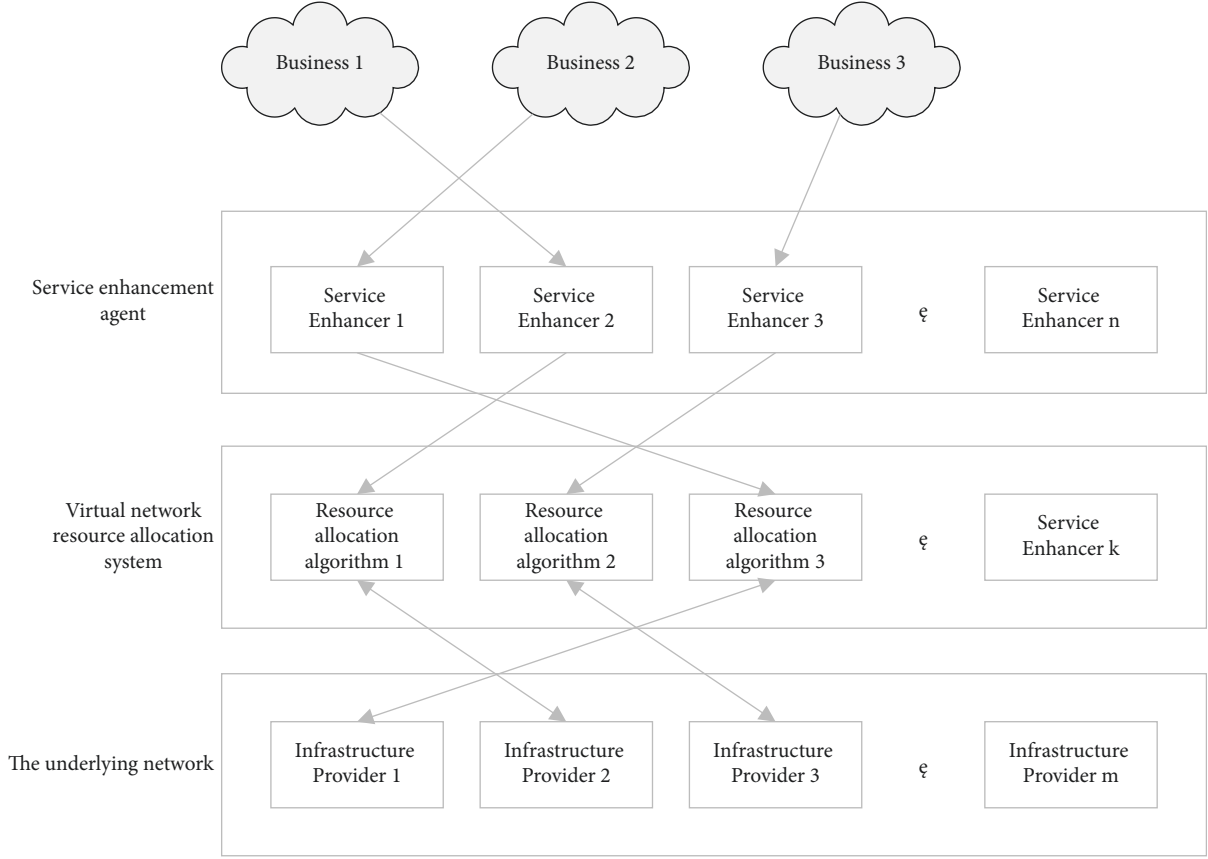 Business 1
Business 2
Business 3
Service enhancement
agent
Service
Enhancer 1
Service
Enhancer 2
Service
Enhancer 3
ę
Service
Enhancer n
Virtual network
resource allocation
system
Resource
allocation
algorithm 1
Resource
allocation
algorithm 2
Resource
allocation
algorithm 3
ę
Service
Enhancer k
The underlying network
Infrastructure
Provider 1
Infrastructure
Provider 2
Infrastructure
Provider 3
ę
Infrastructure
Provider m